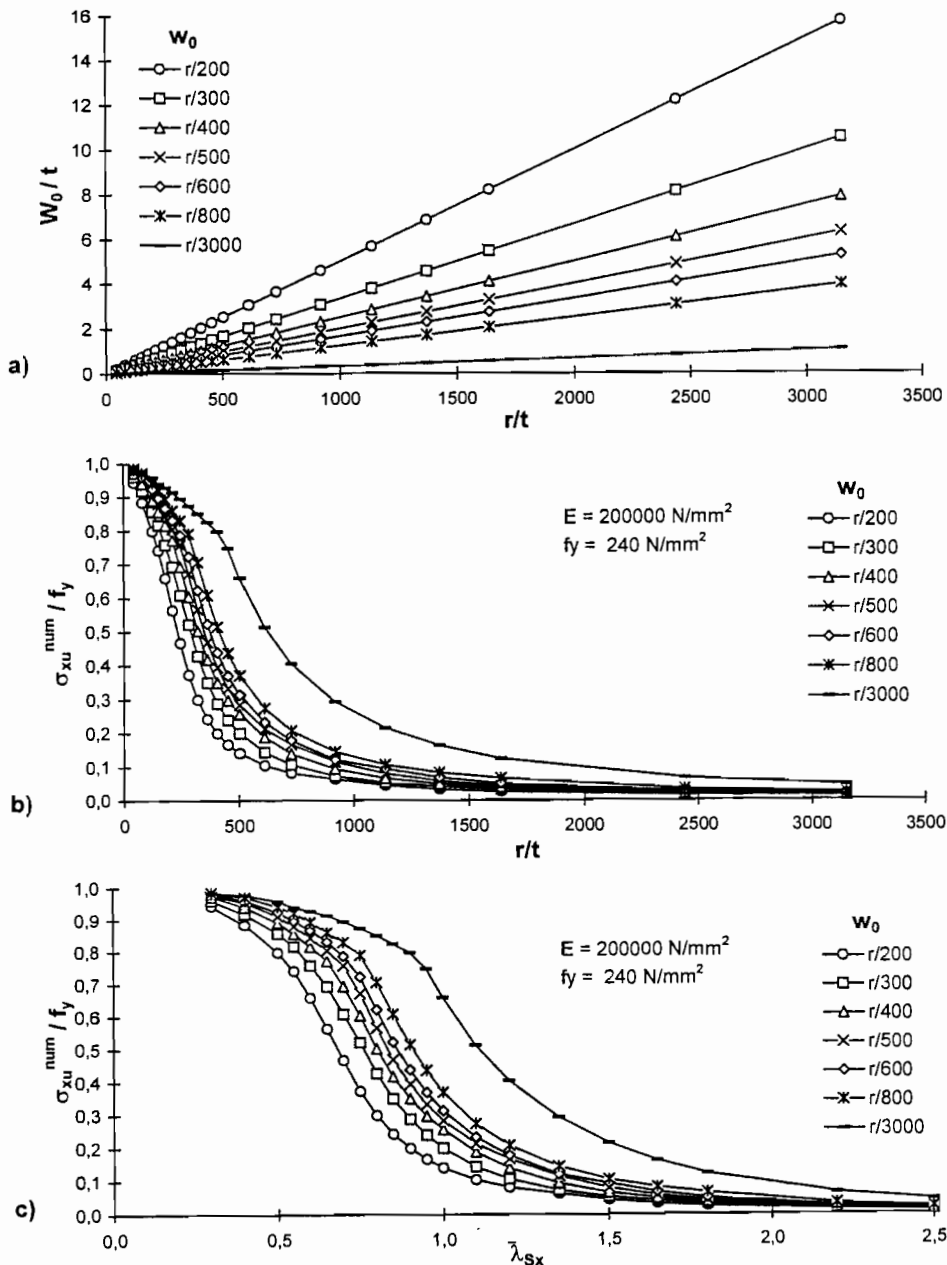 a)
W₀ / t
16
14
12
10
8
6
4
2
0
w₀
r/200
r/300
r/400
r/500
r/600
r/800
r/3000
0 500 1000 1500 2000 2500 3000 3500
r/t
b)
σxu^num / fy
1,0
0,9
0,8
0,7
0,6
0,5
0,4
0,3
0,2
0,1
0,0
E = 200000 N/mm²
fy = 240 N/mm²
w₀
r/200
r/300
r/400
r/500
r/600
r/800
r/3000
0 500 1000 1500 2000 2500 3000 3500
r/t
c)
σxu^num / fy
1,0
0,9
0,8
0,7
0,6
0,5
0,4
0,3
0,2
0,1
0,0
E = 200000 N/mm²
fy = 240 N/mm²
w₀
r/200
r/300
r/400
r/500
r/600
r/800
r/3000
0,0 0,5 1,0 1,5 2,0 2,5
λ̄Sx